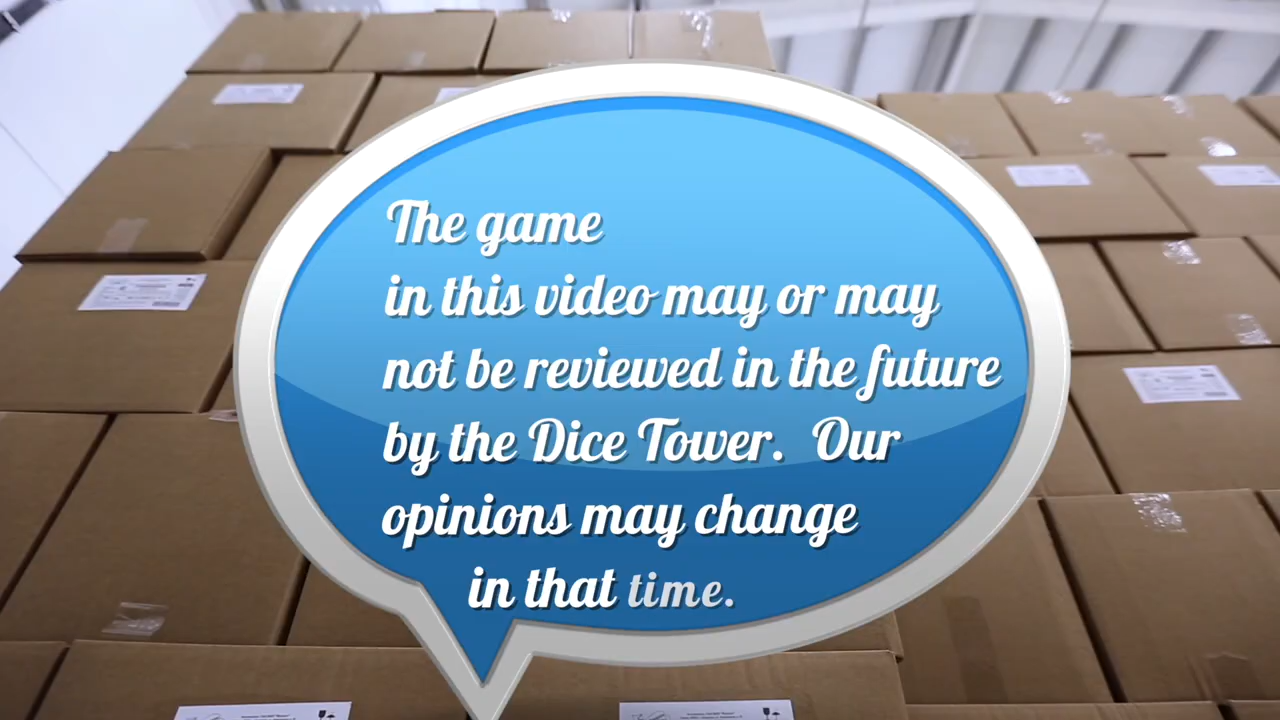 The game
in this video may or may
not be reviewed in the future
by the Dice Tower. Our
opinions may change
in that time.